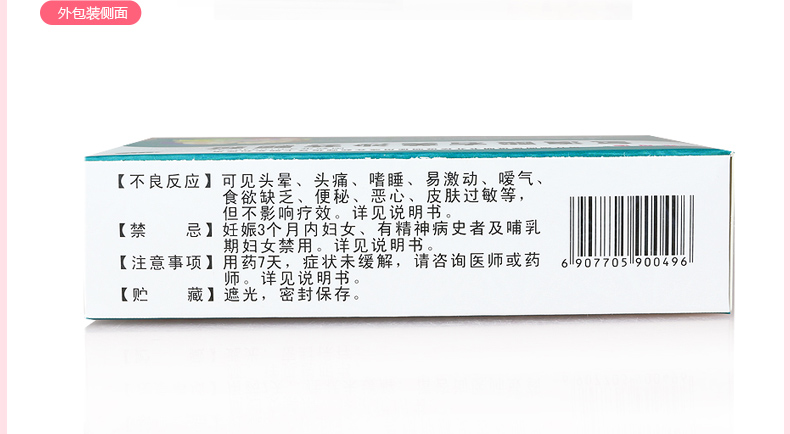 外包装侧面
【不良反应】可见头晕、头痛、嗜睡、易激动、嗳气、
食欲缺乏、便秘、恶心、皮肤过敏等，
但不影响疗效。详见说明书。
【禁　　忌】妊娠3个月内妇女、有精神病史者及哺乳
期妇女禁用。详见说明书。
【注意事项】用药7天，症状未缓解，请咨询医师或药
师。详见说明书。
【贮　　藏】遮光，密封保存。
6 907705 900496